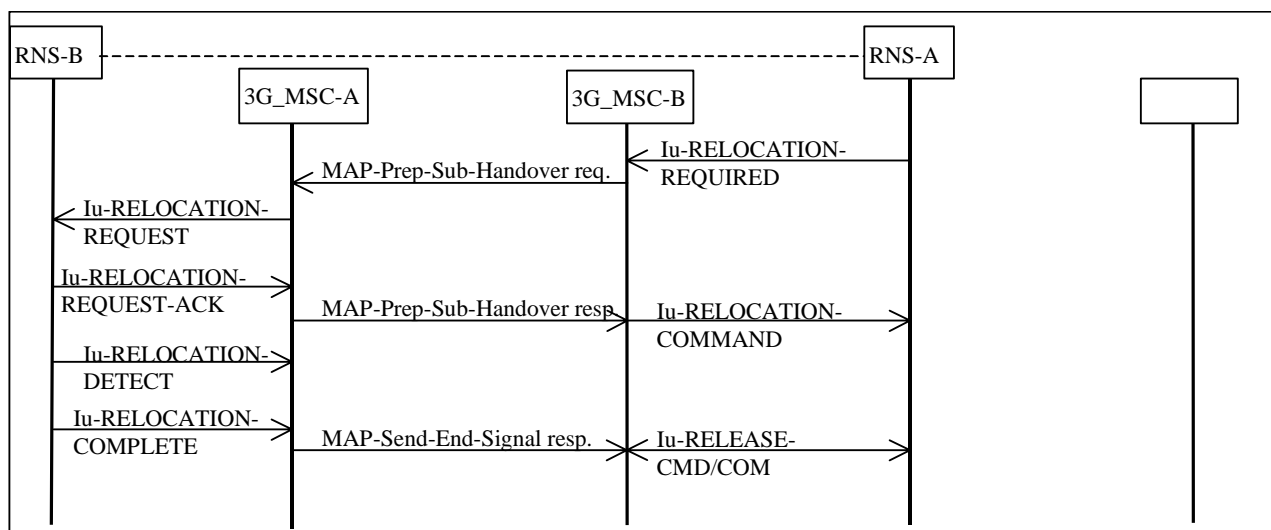 RNS-B
RNS-A
3G_MSC-A
3G_MSC-B
Iu-RELOCATION-
REQUIRED
MAP-Prep-Sub-Handover req.
Iu-RELOCATION-
REQUEST
Iu-RELOCATION-
REQUEST-ACK
MAP-Prep-Sub-Handover resp
Iu-RELOCATION-
COMMAND
Iu-RELOCATION-
DETECT
Iu-RELOCATION-
COMPLETE
MAP-Send-End-Signal resp.
Iu-RELEASE-
CMD/COM